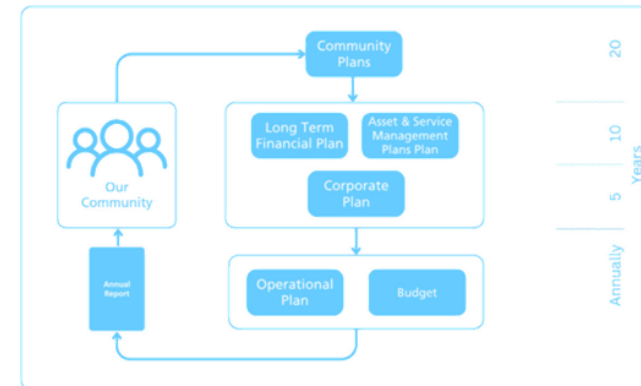 Community
Plans
20
Long Term
Financial Plan
Asset & Service
Management
Plans Plan
10
Our
Community
Corporate
Plan
5
Years
Annual
Report
Operational
Plan
Budget
Annually